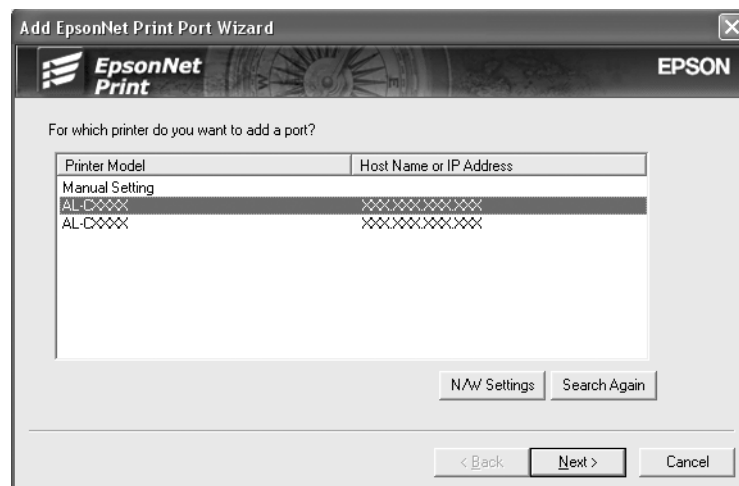 Add EpsonNet Print Port Wizard
EpsonNet
Print
EPSON
For which printer do you want to add a port?
Printer Model Host Name or IP Address
Manual Setting
AL-CXXXX XXX.XXX.XXX.XXX
AL-CXXXX XXX.XXX.XXX.XXX
N/W Settings Search Again
< Back Next > Cancel